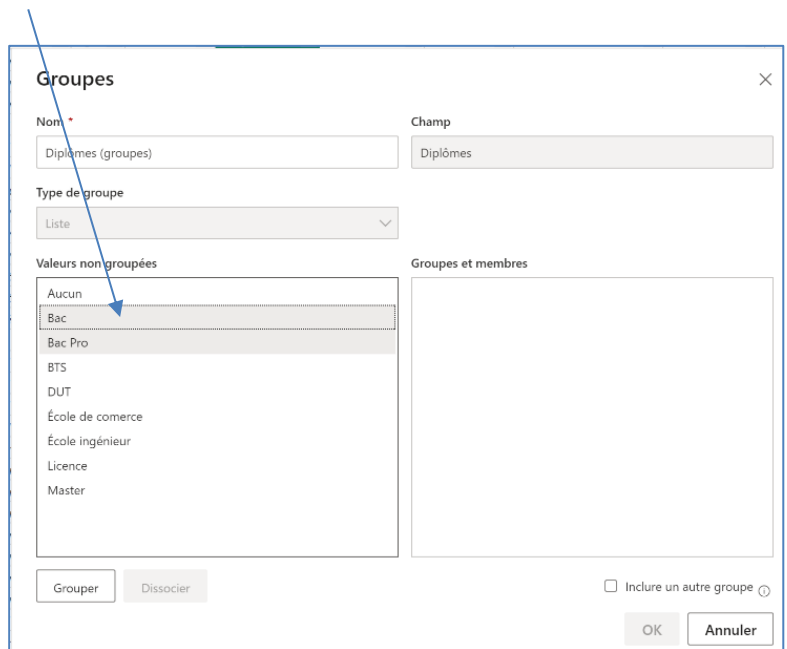 Groupes
Nom *
Champ
Diplômes (groupes)
Diplômes
Type de groupe
Liste
Valeurs non groupées
Groupes et membres
Aucun
Bac
Bac Pro
BTS
DUT
École de comerce
École ingénieur
Licence
Master
Grouper
Dissocier
Inclure un autre groupe
OK
Annuler